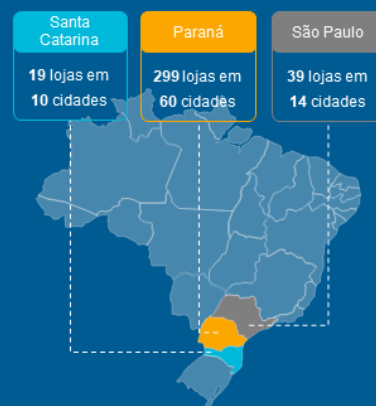 Santa
Catarina
19 lojas em
10 cidades
Paraná
299 lojas em
60 cidades
São Paulo
39 lojas em
14 cidades